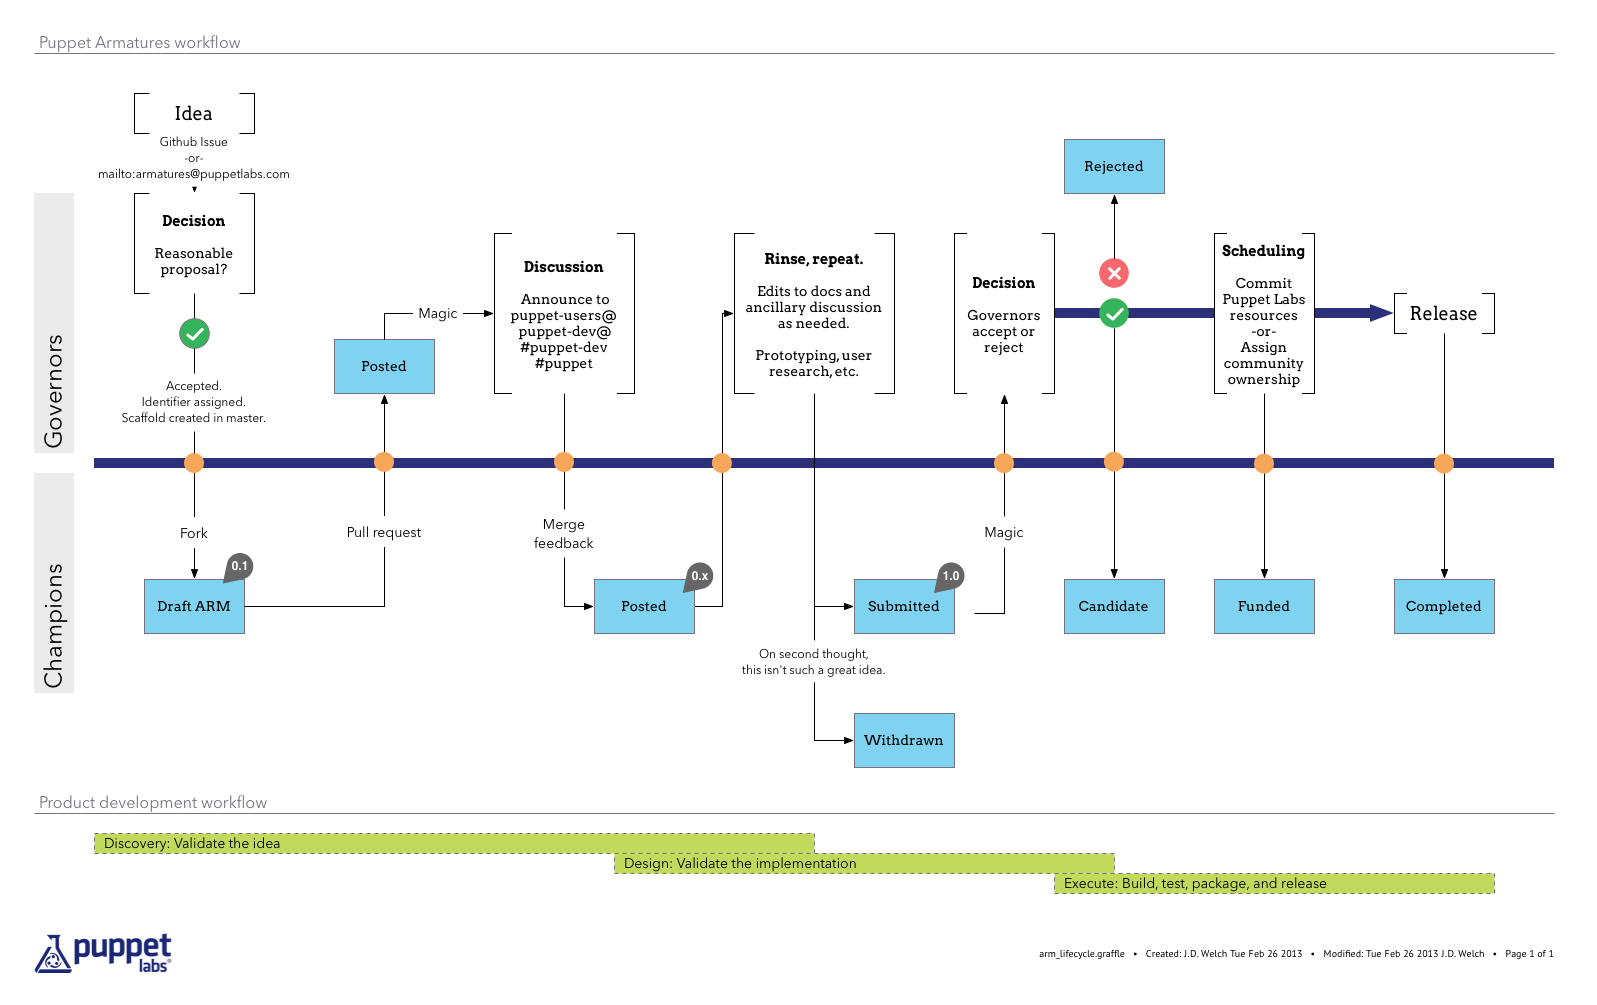 Puppet Armatures workflow
Idea
Github Issue
-or-
mailto:armatures@puppetlabs.com
Decision
Reasonable
proposal?
Accepted.
Identifier assigned.
Scaffold created in master.
Governors
Posted
Magic
Discussion
Announce to
puppet-users@
puppet-dev@
#puppet-dev
#puppet
Rinse, repeat.
Edits to docs and
ancillary discussion
as needed.
Prototyping, user
research, etc.
Decision
Governors
accept or
reject
Rejected
Scheduling
Commit
Puppet Labs
resources
-or-
Assign
community
ownership
Release
Champions
Fork
Draft ARM
0.1
Pull request
Merge
feedback
Posted
0.x
Submitted
1.0
On second thought,
this isn't such a great idea.
Withdrawn
Magic
Candidate
Funded
Completed
Product development workflow
Discovery: Validate the idea
Design: Validate the implementation
Execute: Build, test, package, and release
puppet
labs®
arm_lifecycle.graffle • Created: J.D. Welch Tue Feb 26 2013 • Modified: Tue Feb 26 2013 J.D. Welch • Page 1 of 1